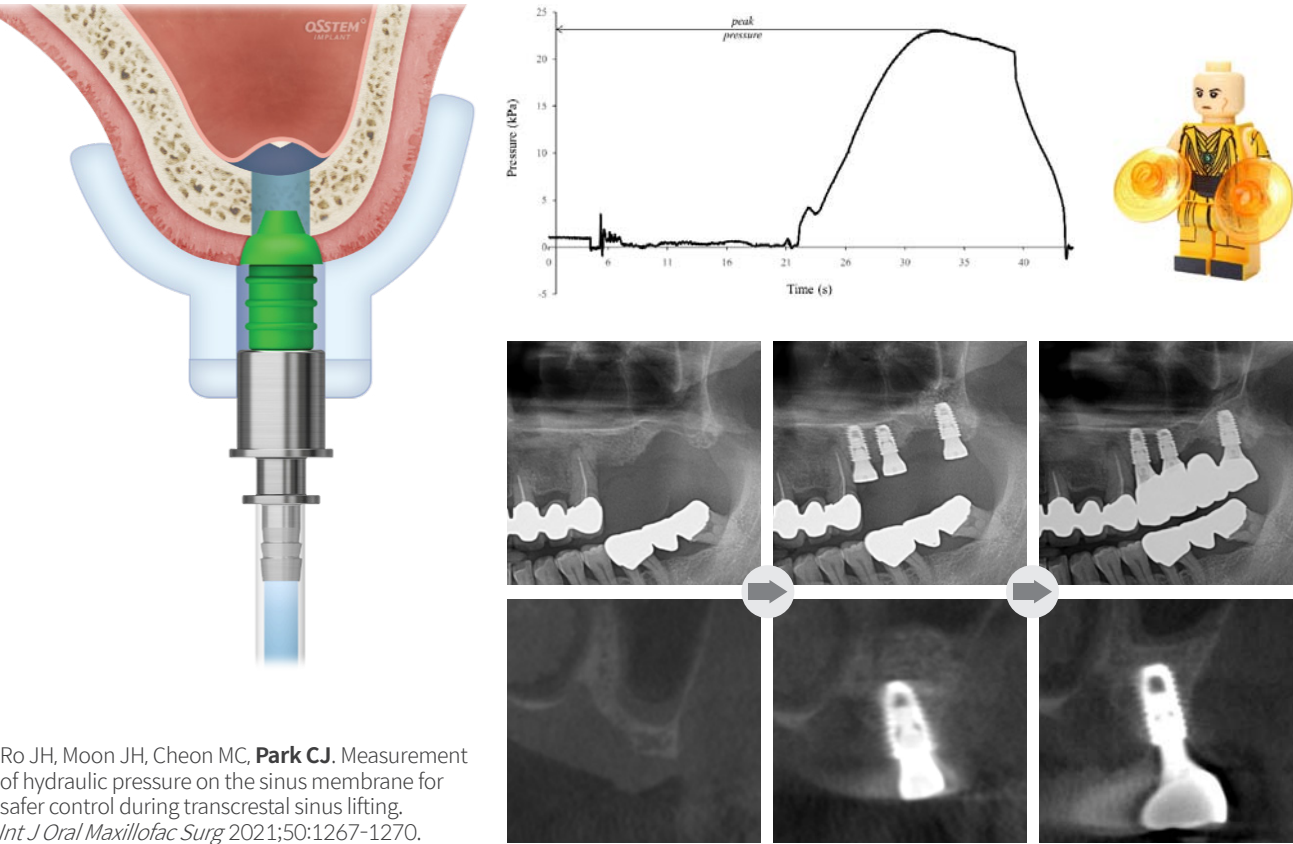 OSSTEM
IMPLANT
peak
pressure
25
20
15
10
5
0
-5
Pressure (kPa)
0 6 11 16 21 26 30 35 40
Time (s)
Ro JH, Moon JH, Cheon MC, Park CJ. Measurement
of hydraulic pressure on the sinus membrane for
safer control during transcrestal sinus lifting.
Int J Oral Maxillofac Surg 2021;50:1267-1270.